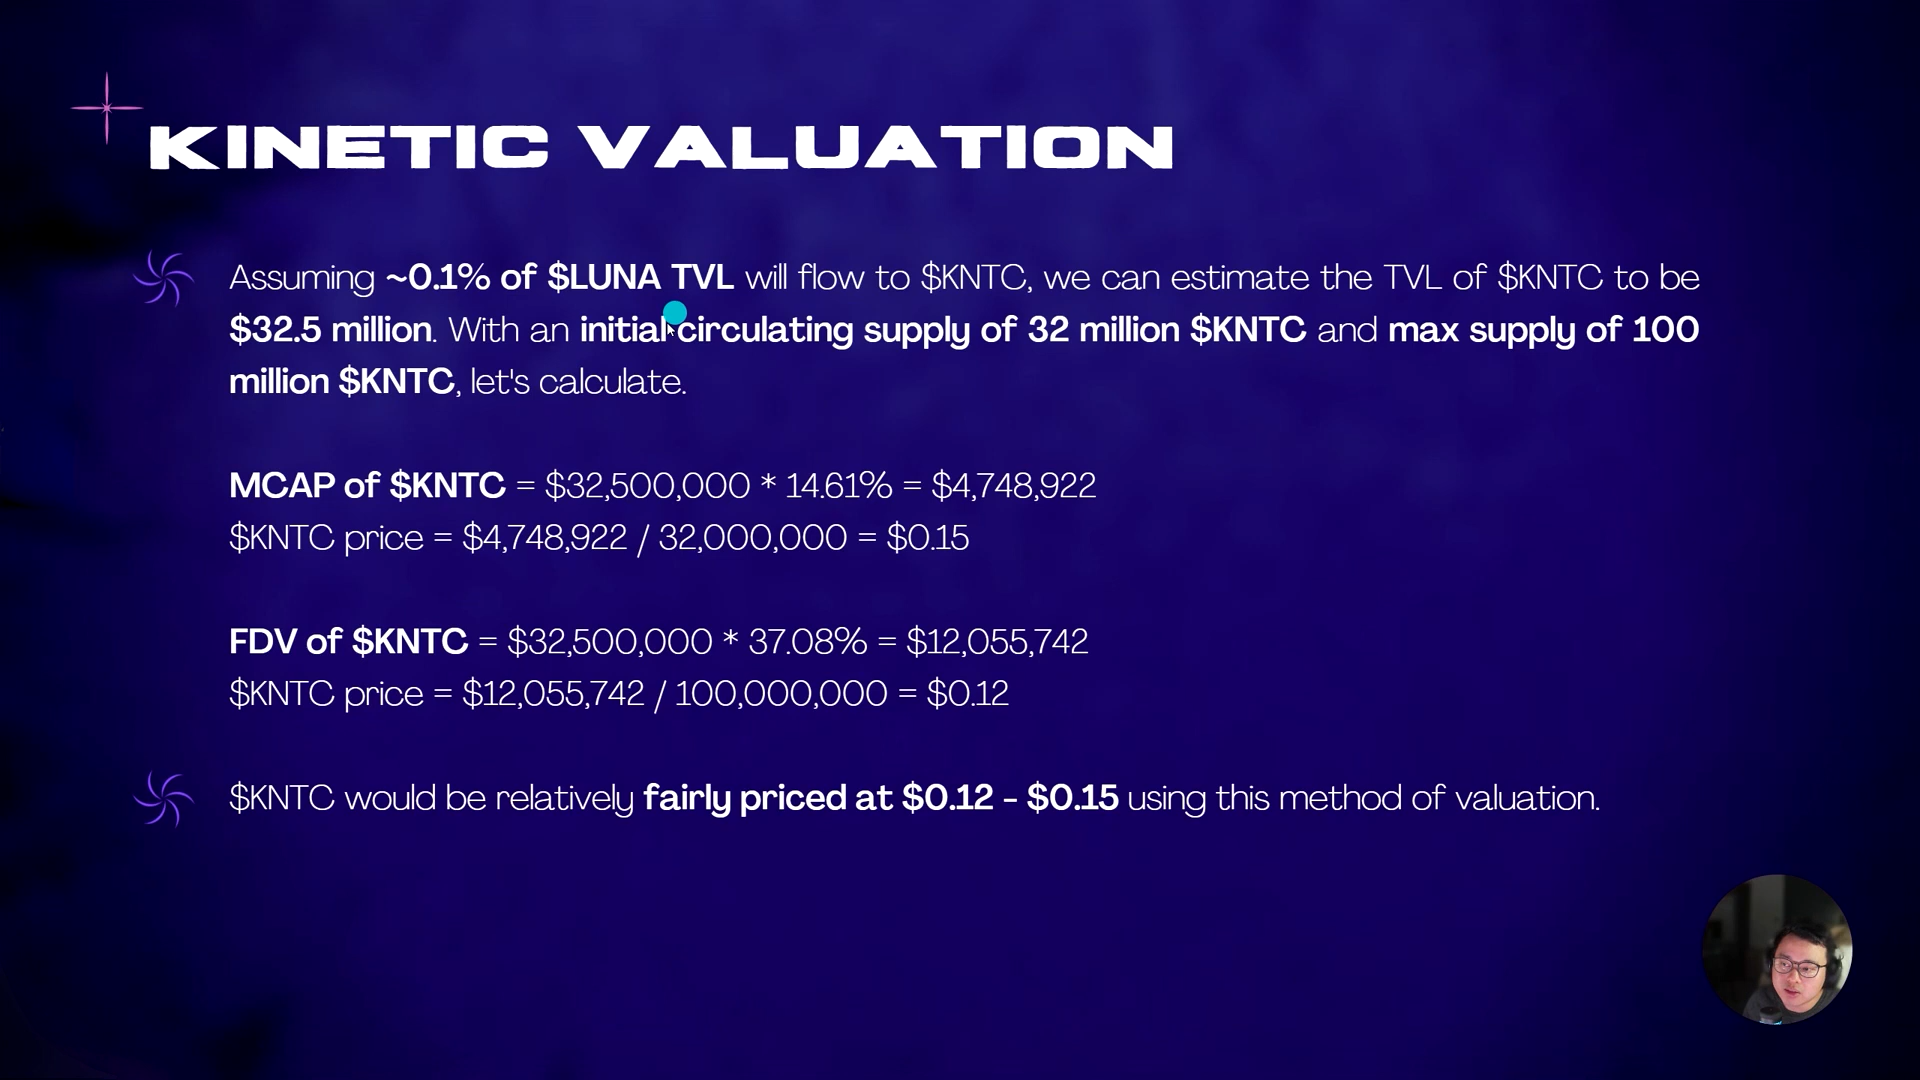 KINETIC VALUATION
Assuming ~0.1% of $LUNA TVL will flow to $KNTC, we can estimate the TVL of $KNTC to be
$32.5 million. With an initial circulating supply of 32 million $KNTC and max supply of 100
million $KNTC, let's calculate.
MCAP of $KNTC = $32,500,000 * 14.61% = $4,748,922
$KNTC price = $4,748,922 / 32,000,000 = $0.15
FDV of $KNTC = $32,500,000 * 37.08% = $12,055,742
$KNTC price = $12,055,742 / 100,000,000 = $0.12
$KNTC would be relatively fairly priced at $0.12 - $0.15 using this method of valuation.